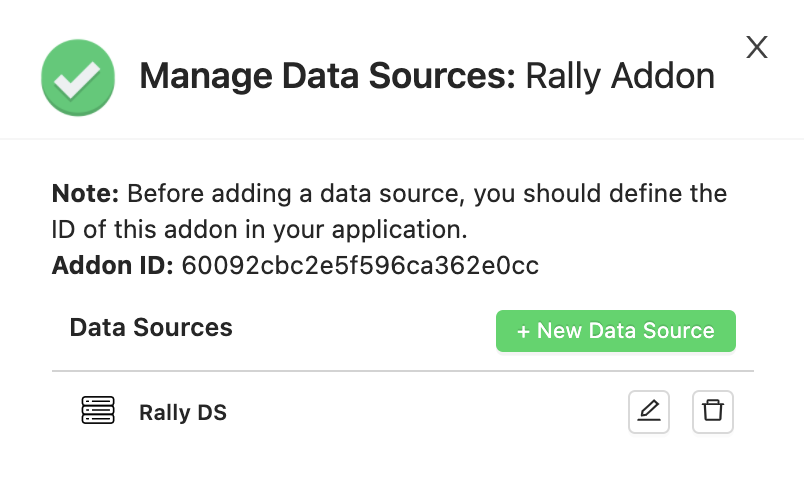 Manage Data Sources: Rally Addon
X
Note: Before adding a data source, you should define the
ID of this addon in your application.
Addon ID: 60092cbc2e5f596ca362e0cc
Data Sources
+ New Data Source
Rally DS